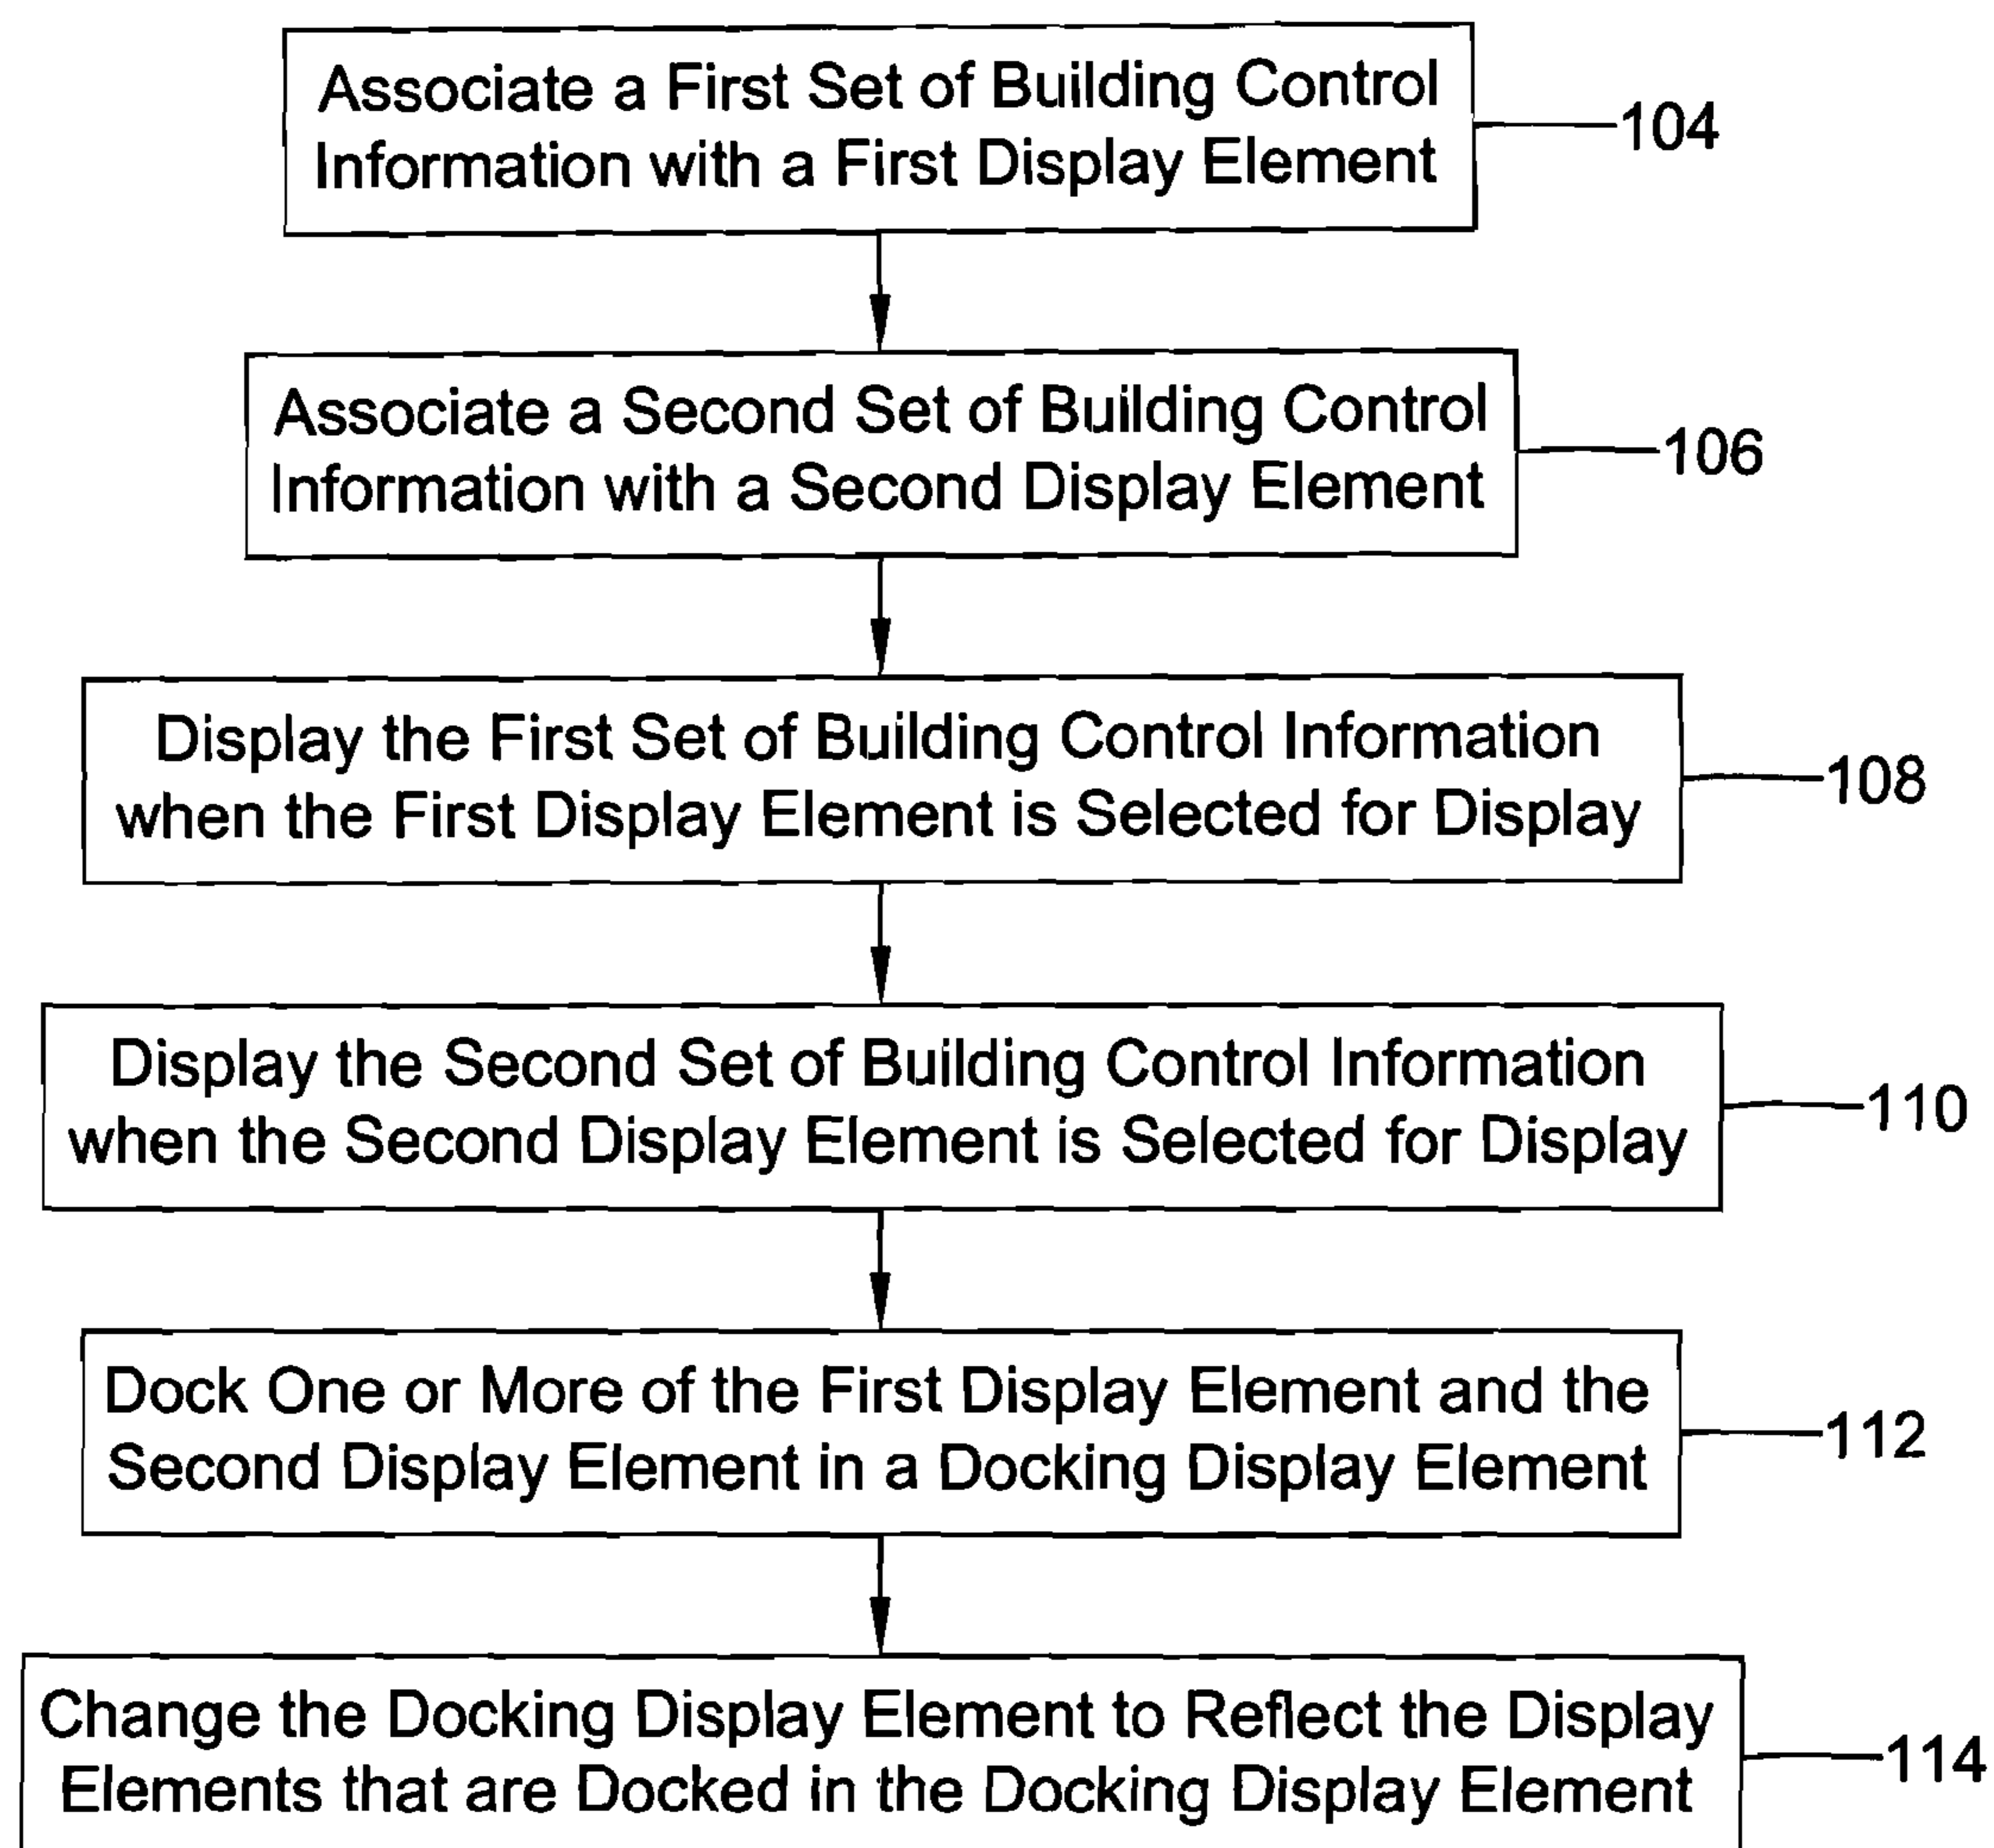 Associate a First Set of Building Control
Information with a First Display Element
104
Associate a Second Set of Building Control
Information with a Second Display Element
106
Display the First Set of Building Control Information
when the First Display Element is Selected for Display
108
Display the Second Set of Building Control Information
when the Second Display Element is Selected for Display
110
Dock One or More of the First Display Element and the
Second Display Element in a Docking Display Element
112
Change the Docking Display Element to Reflect the Display
Elements that are Docked in the Docking Display Element
114